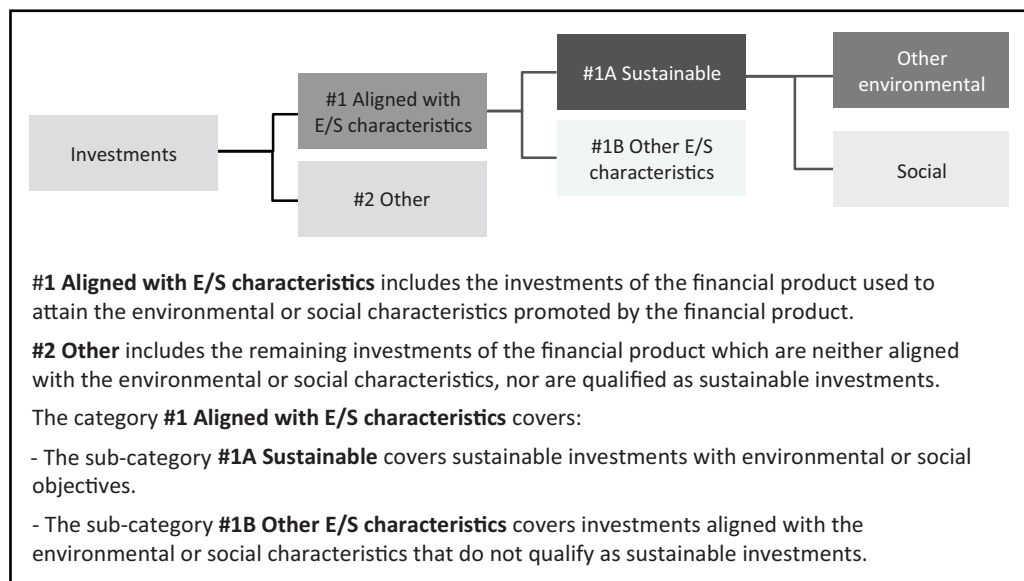 Investments
#1 Aligned with
E/S characteristics
#2 Other
#1A Sustainable
#1B Other E/S
characteristics
Other
environmental
Social
#1 Aligned with E/S characteristics includes the investments of the financial product used to
attain the environmental or social characteristics promoted by the financial product.
#2 Other includes the remaining investments of the financial product which are neither aligned
with the environmental or social characteristics, nor are qualified as sustainable investments.
The category #1 Aligned with E/S characteristics covers:
- The sub-category #1A Sustainable covers sustainable investments with environmental or social
objectives.
- The sub-category #1B Other E/S characteristics covers investments aligned with the
environmental or social characteristics that do not qualify as sustainable investments.